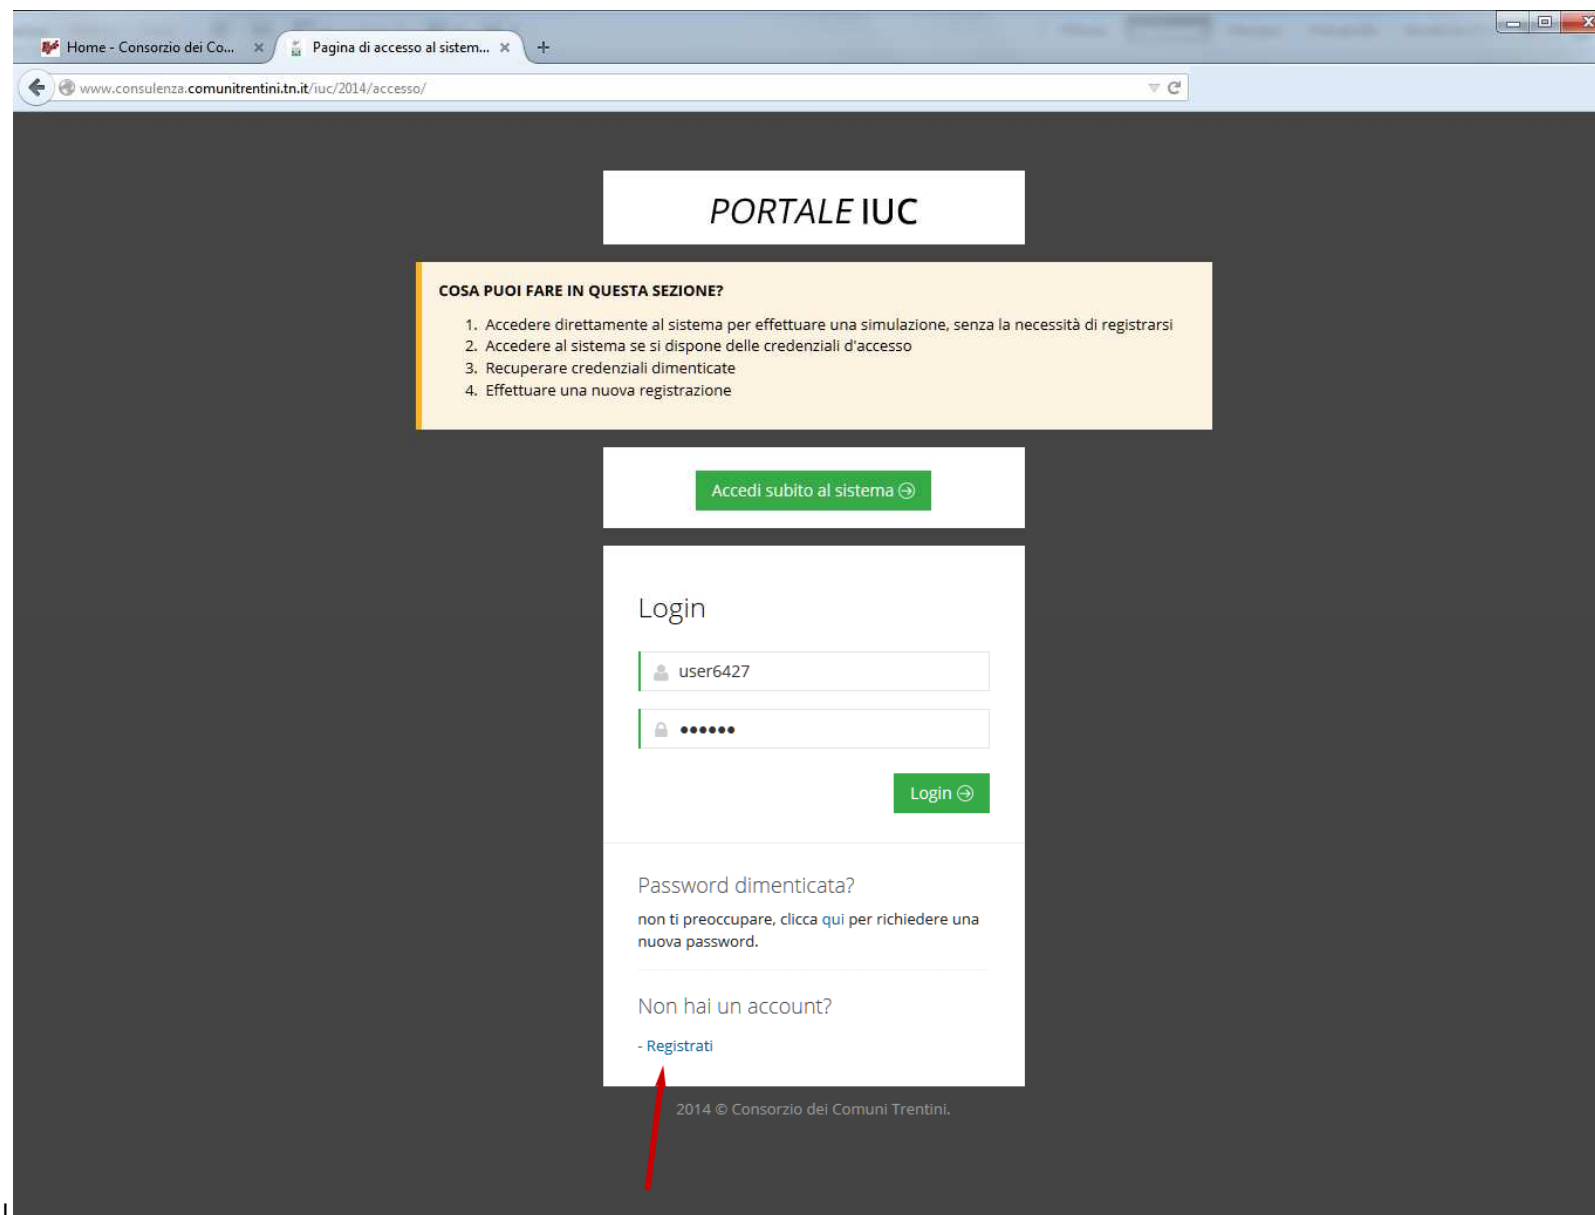 Home - Consorzio dei Co...
Pagina di accesso al sistem...
www.consulenza.comunitrentini.tn.it/iuc/2014/accesso/
PORTALE IUC
COSA PUOI FARE IN QUESTA SEZIONE?
1. Accedere direttamente al sistema per effettuare una simulazione, senza la necessità di registrarsi
2. Accedere al sistema se si dispone delle credenziali d'accesso
3. Recuperare credenziali dimenticate
4. Effettuare una nuova registrazione
Accedi subito al sistema
Login
user6427
••••••
Login
Password dimenticata?
non ti preoccupare, clicca qui per richiedere una
nuova password.
Non hai un account?
- Registrati
2014 © Consorzio dei Comuni Trentini.